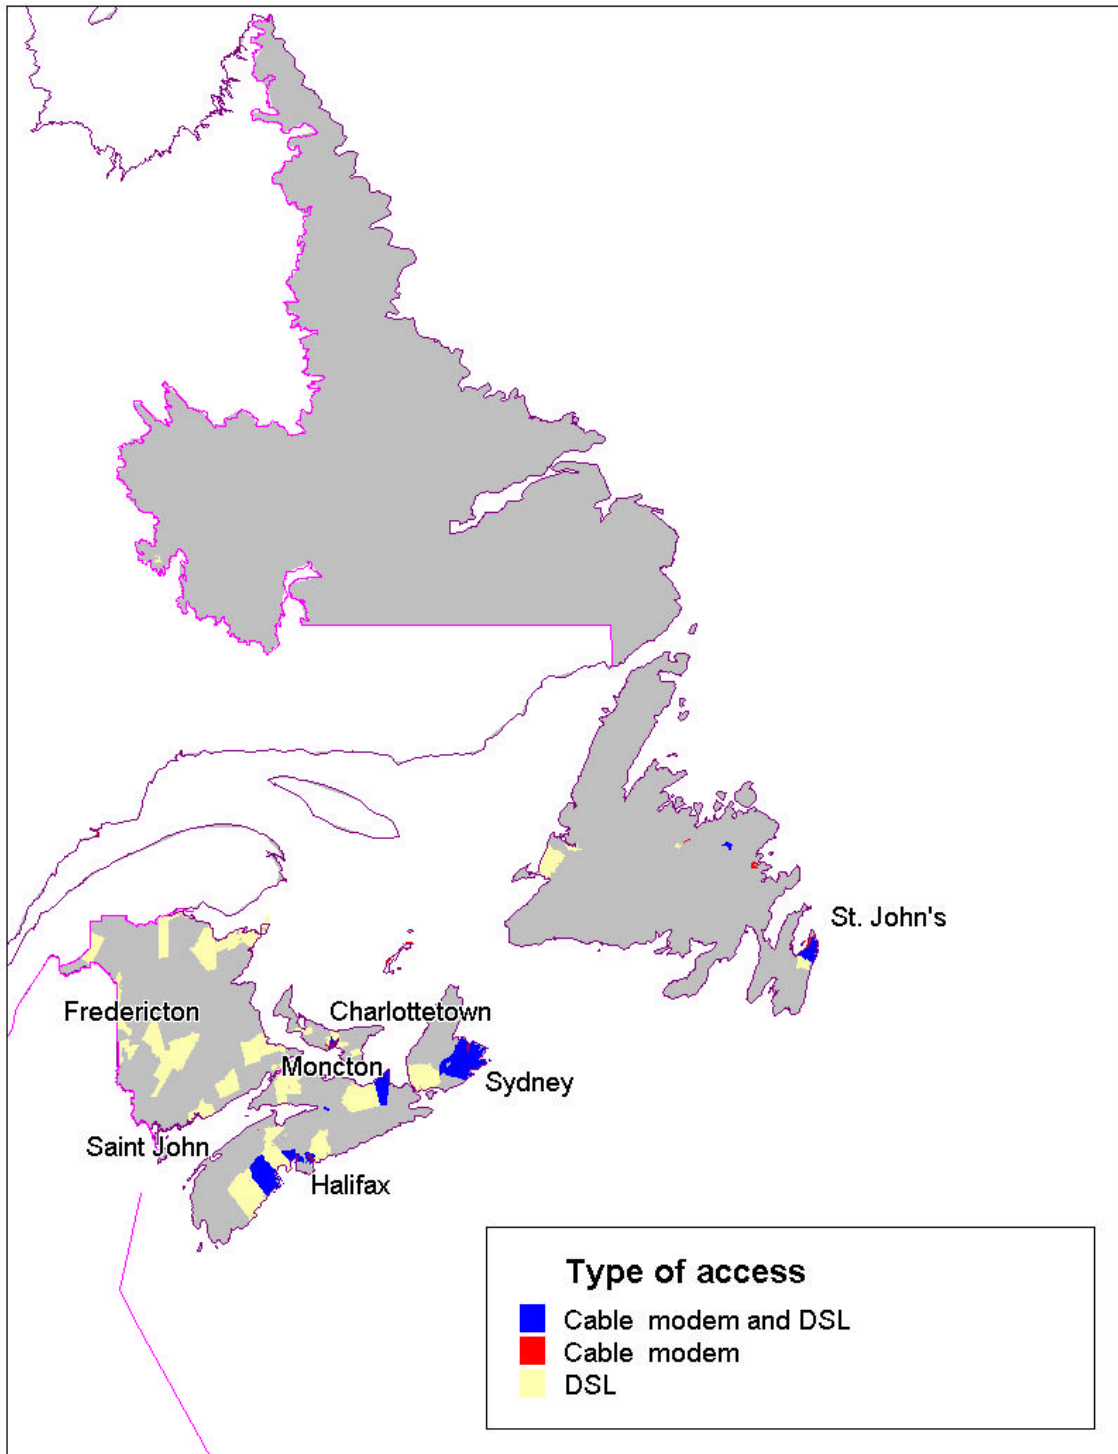 St. John's
Fredericton
Charlottetown
Moncton
Sydney
Saint John
Halifax
Type of access
Cable modem and DSL
Cable modem
DSL